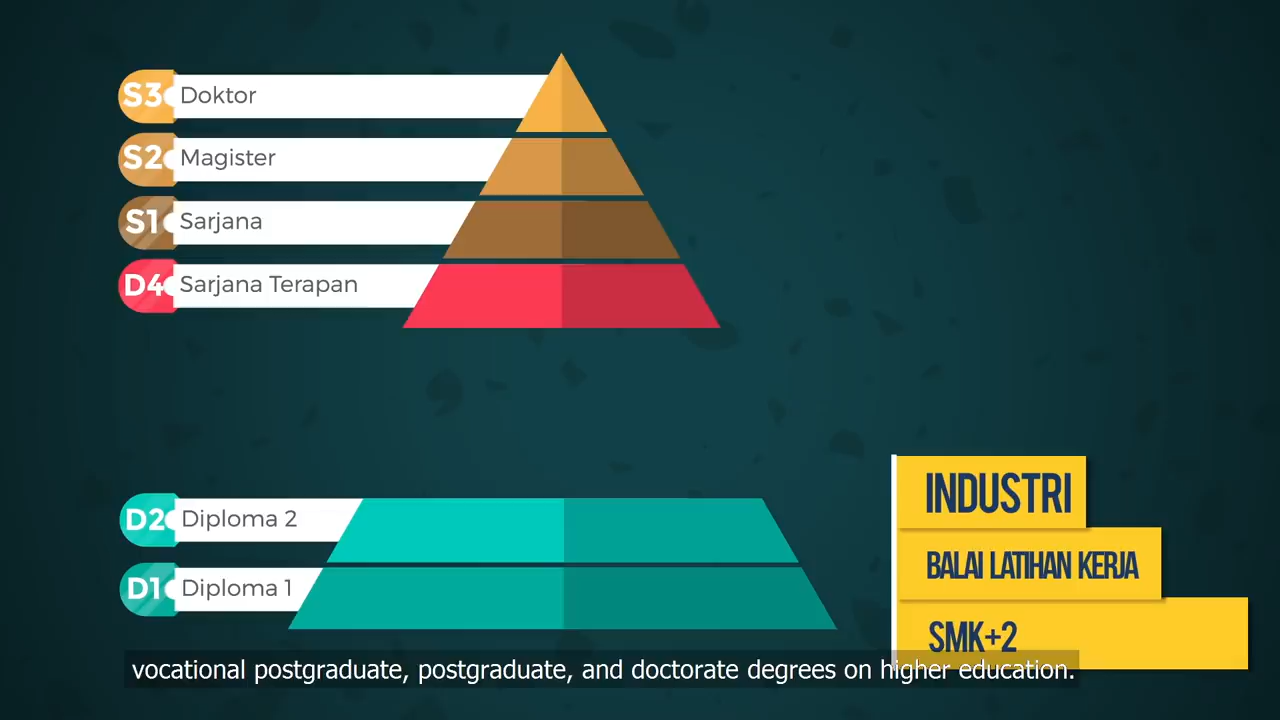 S3 Doktor
S2 Magister
S1 Sarjana
D4 Sarjana Terapan
D2 Diploma 2
D1 Diploma 1
INDUSTRI
BALAI LATIHAN KERJA
SMK+2
vocational postgraduate, postgraduate, and doctorate degrees on higher education.